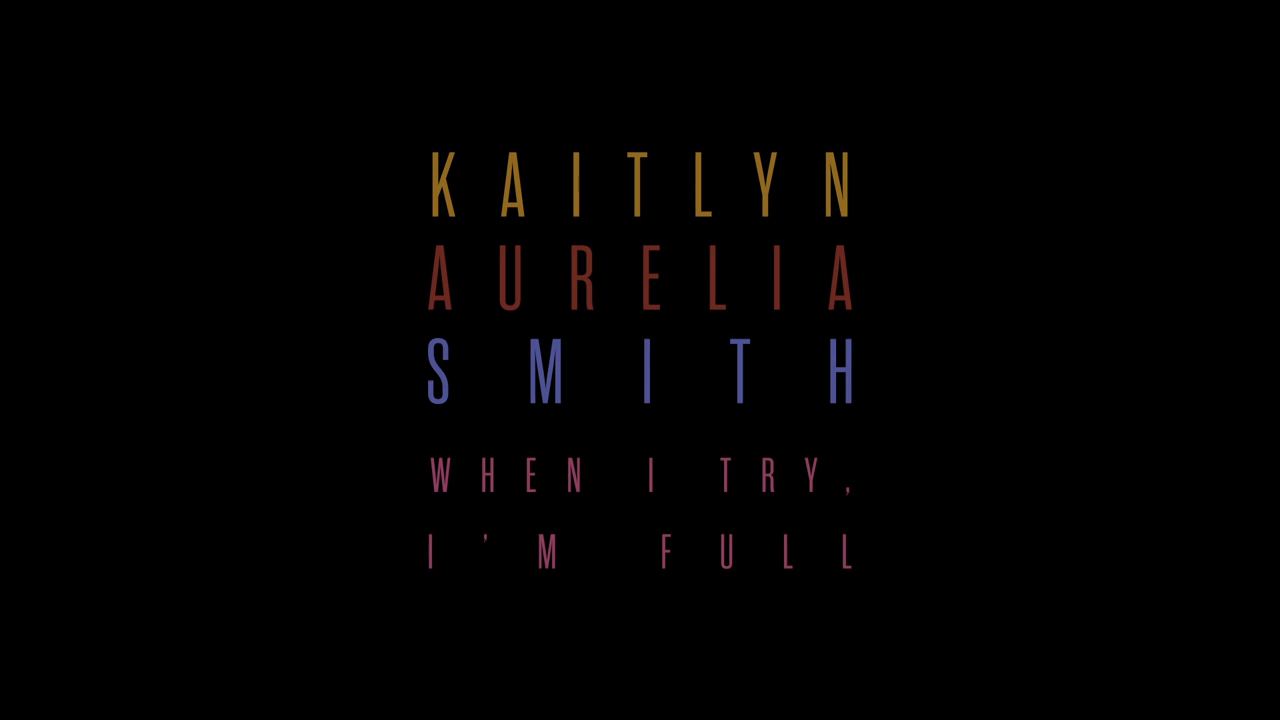 KAITLYN
AURELIA
SMITH
WHEN I TRY,
I'M FULL